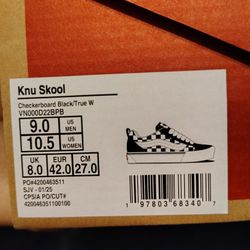 Knu Skool
Checkerboard Black/True W
VN000D22BPB
9.0 US MEN
10.5 US WOMEN
UK 8.0 EUR 42.0 CM 27.0
PO#4200463511
SJV - 01/25
CPSIA PO/CUT#
420046351100100
1 97803 68340 7